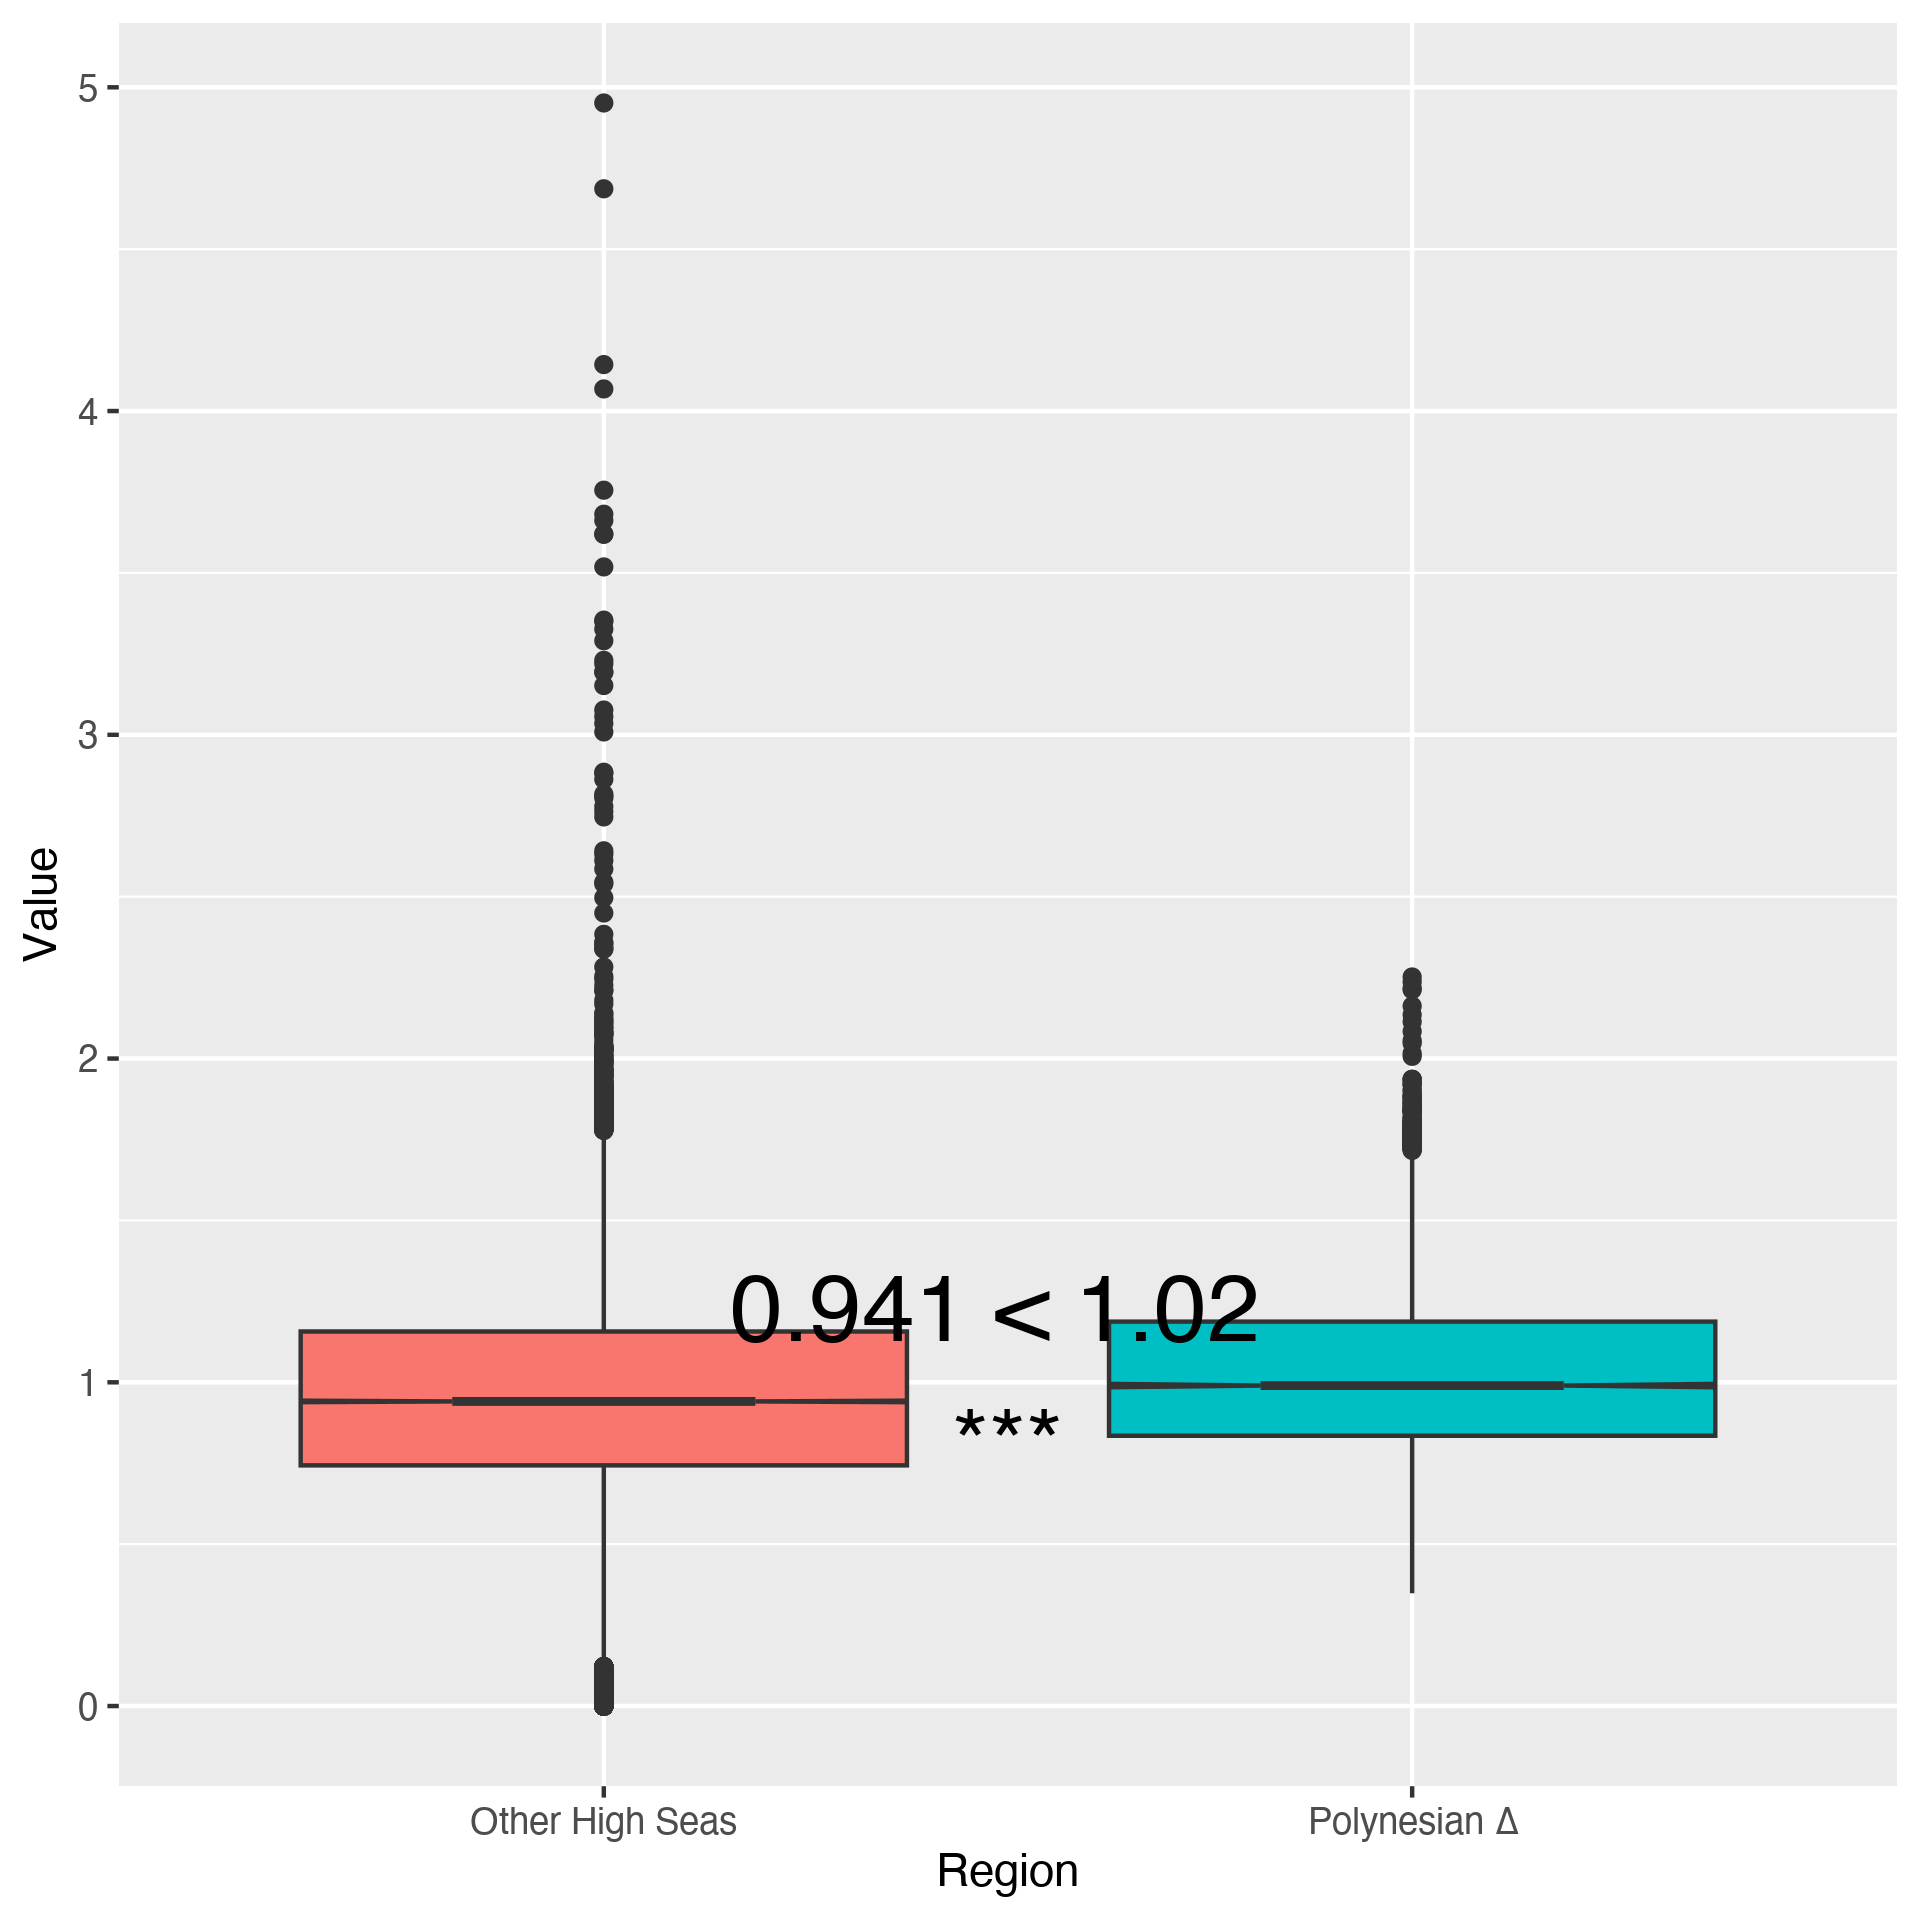 5
4
3
2
1
0
Value
0.941 < 1.02
***
Other High Seas
Polynesian Δ
Region